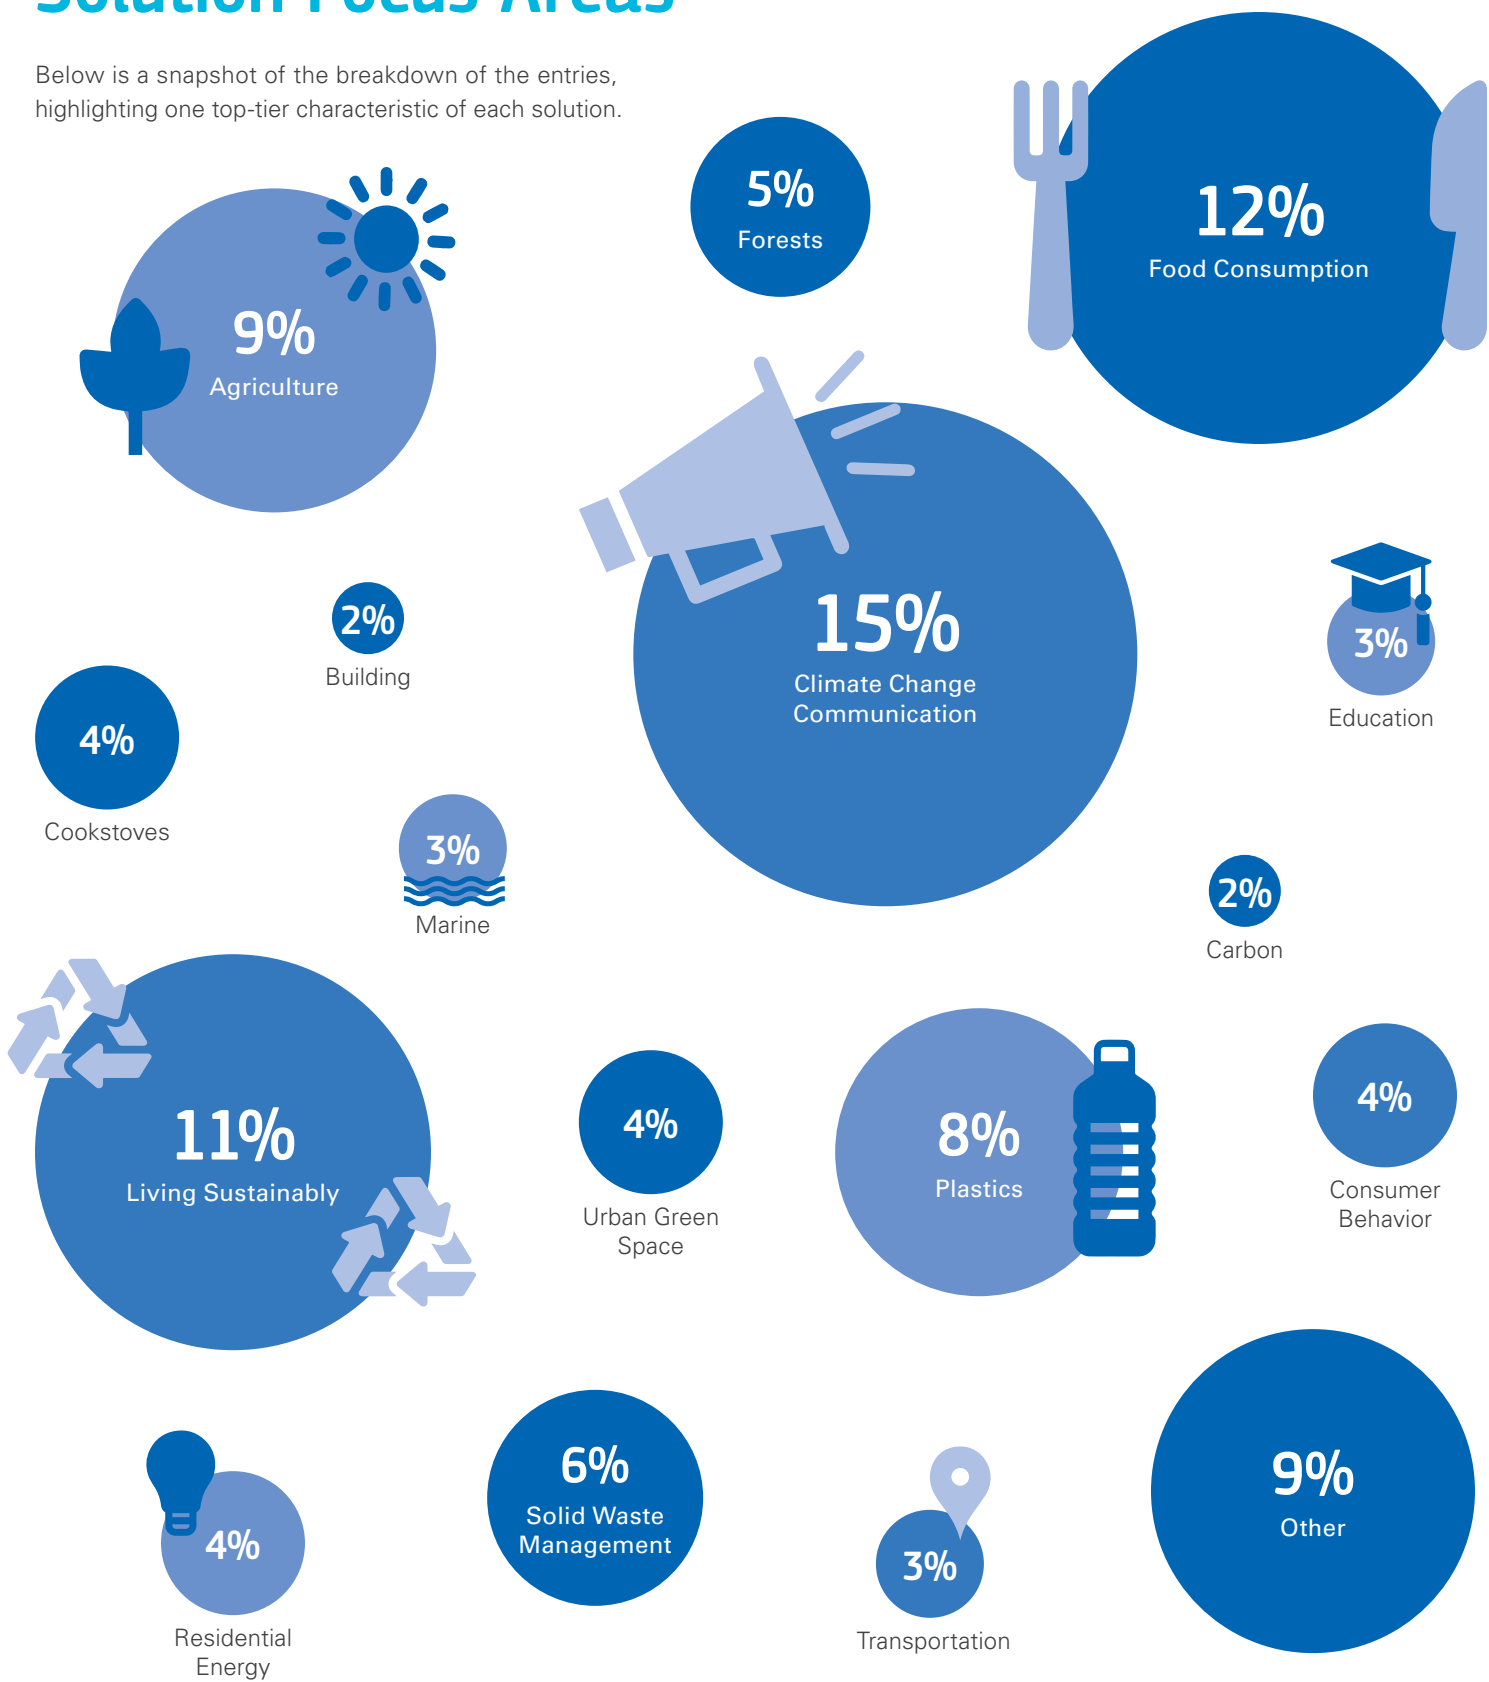 Solution Focus Areas
Below is a snapshot of the breakdown of the entries,
highlighting one top-tier characteristic of each solution.
5%
Forests
12%
Food Consumption
9%
Agriculture
15%
Climate Change
Communication
2%
Building
3%
Education
4%
Cookstoves
3%
Marine
2%
Carbon
11%
Living Sustainably
4%
Urban Green
Space
8%
Plastics
4%
Consumer
Behavior
4%
Residential
Energy
6%
Solid Waste
Management
3%
Transportation
9%
Other